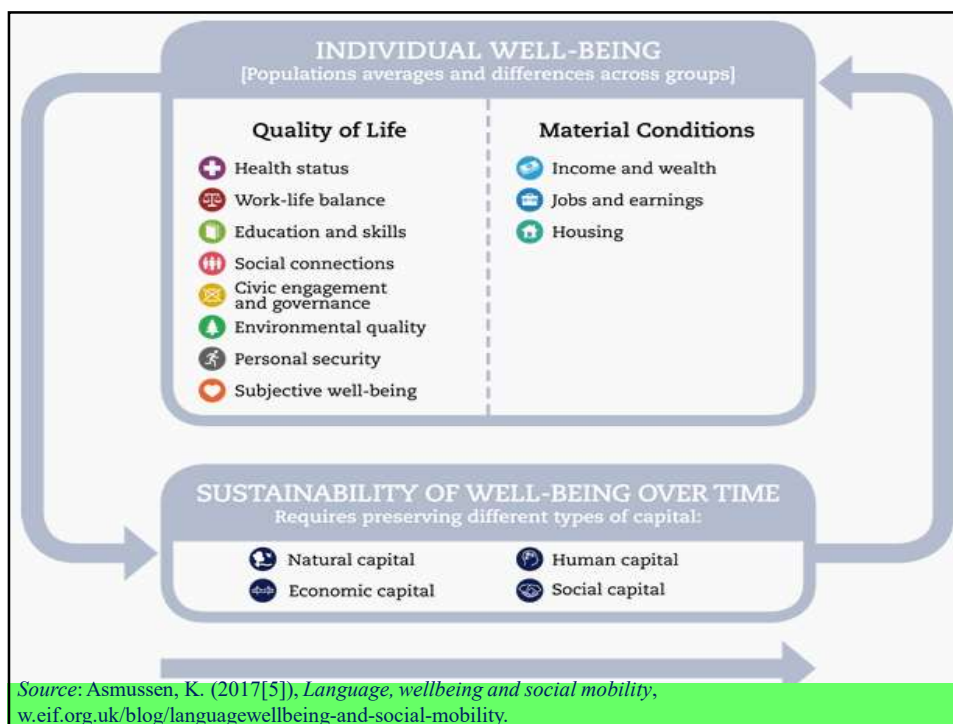 INDIVIDUAL WELL-BEING
[Populations averages and differences across groups]
Quality of Life
Health status
Work-life balance
Education and skills
Social connections
Civic engagement
and governance
Environmental quality
Personal security
Subjective well-being
Material Conditions
Income and wealth
Jobs and earnings
Housing
SUSTAINABILITY OF WELL-BEING OVER TIME
Requires preserving different types of capital:
Natural capital
Economic capital
Human capital
Social capital
Source: Asmussen, K. (2017[5]), Language, wellbeing and social mobility,
w.eif.org.uk/blog/languagewellbeing-and-social-mobility.